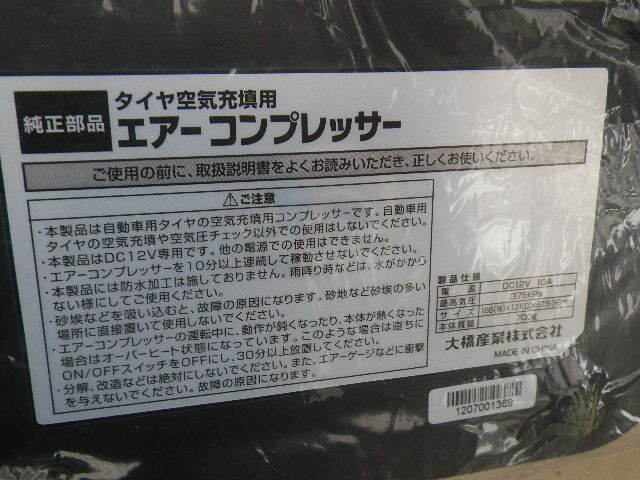 純正部品
タイヤ空気充填用
エアーコンプレッサー
ご使用の前に、取扱説明書をよくお読みいただき、正しくお使いください。
⚠ご注意
・本製品は自動車用タイヤの空気充填用コンプレッサーです。自動車用
タイヤの空気充填や空気圧チェック以外での使用はしないでください。
・本製品はDC12V専用です。他の電源での使用はできません。
・エアーコンプレッサーを10分以上連続して稼動させないでください。
・本製品には防水加工は施しておりません。雨降り時などは、水がかから
ない様にしてご使用ください。
・砂埃などを吸い込むと、故障の原因になります。砂地など砂埃の多い
場所に直接置いて使用しないでください。
・エアーコンプレッサーの運転中に、動作が鈍くなったり、本体が熱くなった
場合はオーバーヒート状態になっています。このような場合は直ちに
ON/OFFスイッチをOFFにし、30分以上放置してください。
・分解、改造などは絶対にしないでください。また、エアーゲージなどに衝撃
を与えないでください。故障の原因になります。
製品仕様
電源 DC12V 10A
最高気圧 375kPa
サイズ 166(W)×131(D)×
本体質量 700g
大橋産業株式会社
MADE IN CHINA
1207001369